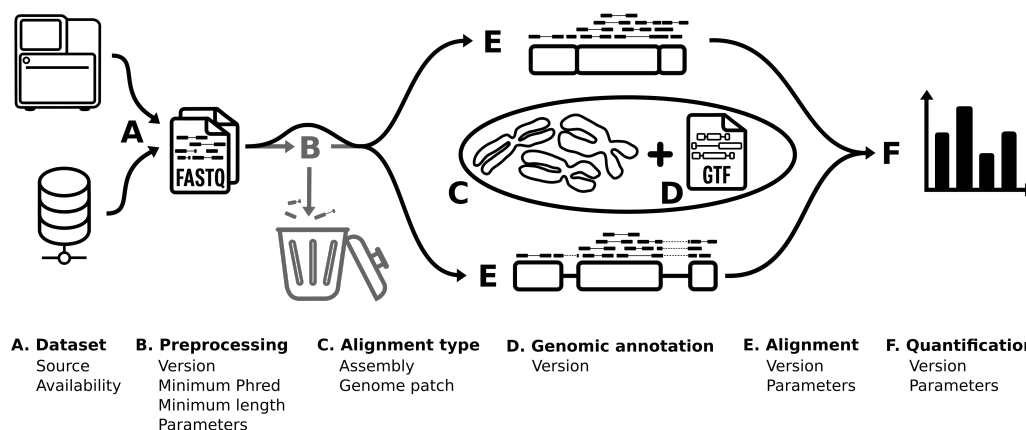 E
A
FASTQ
B
C
D
GTF
F
E
A. Dataset
Source
Availability
B. Preprocessing
Version
Minimum Phred
Minimum length
Parameters
C. Alignment type
Assembly
Genome patch
D. Genomic annotation
Version
E. Alignment
Version
Parameters
F. Quantification
Version
Parameters